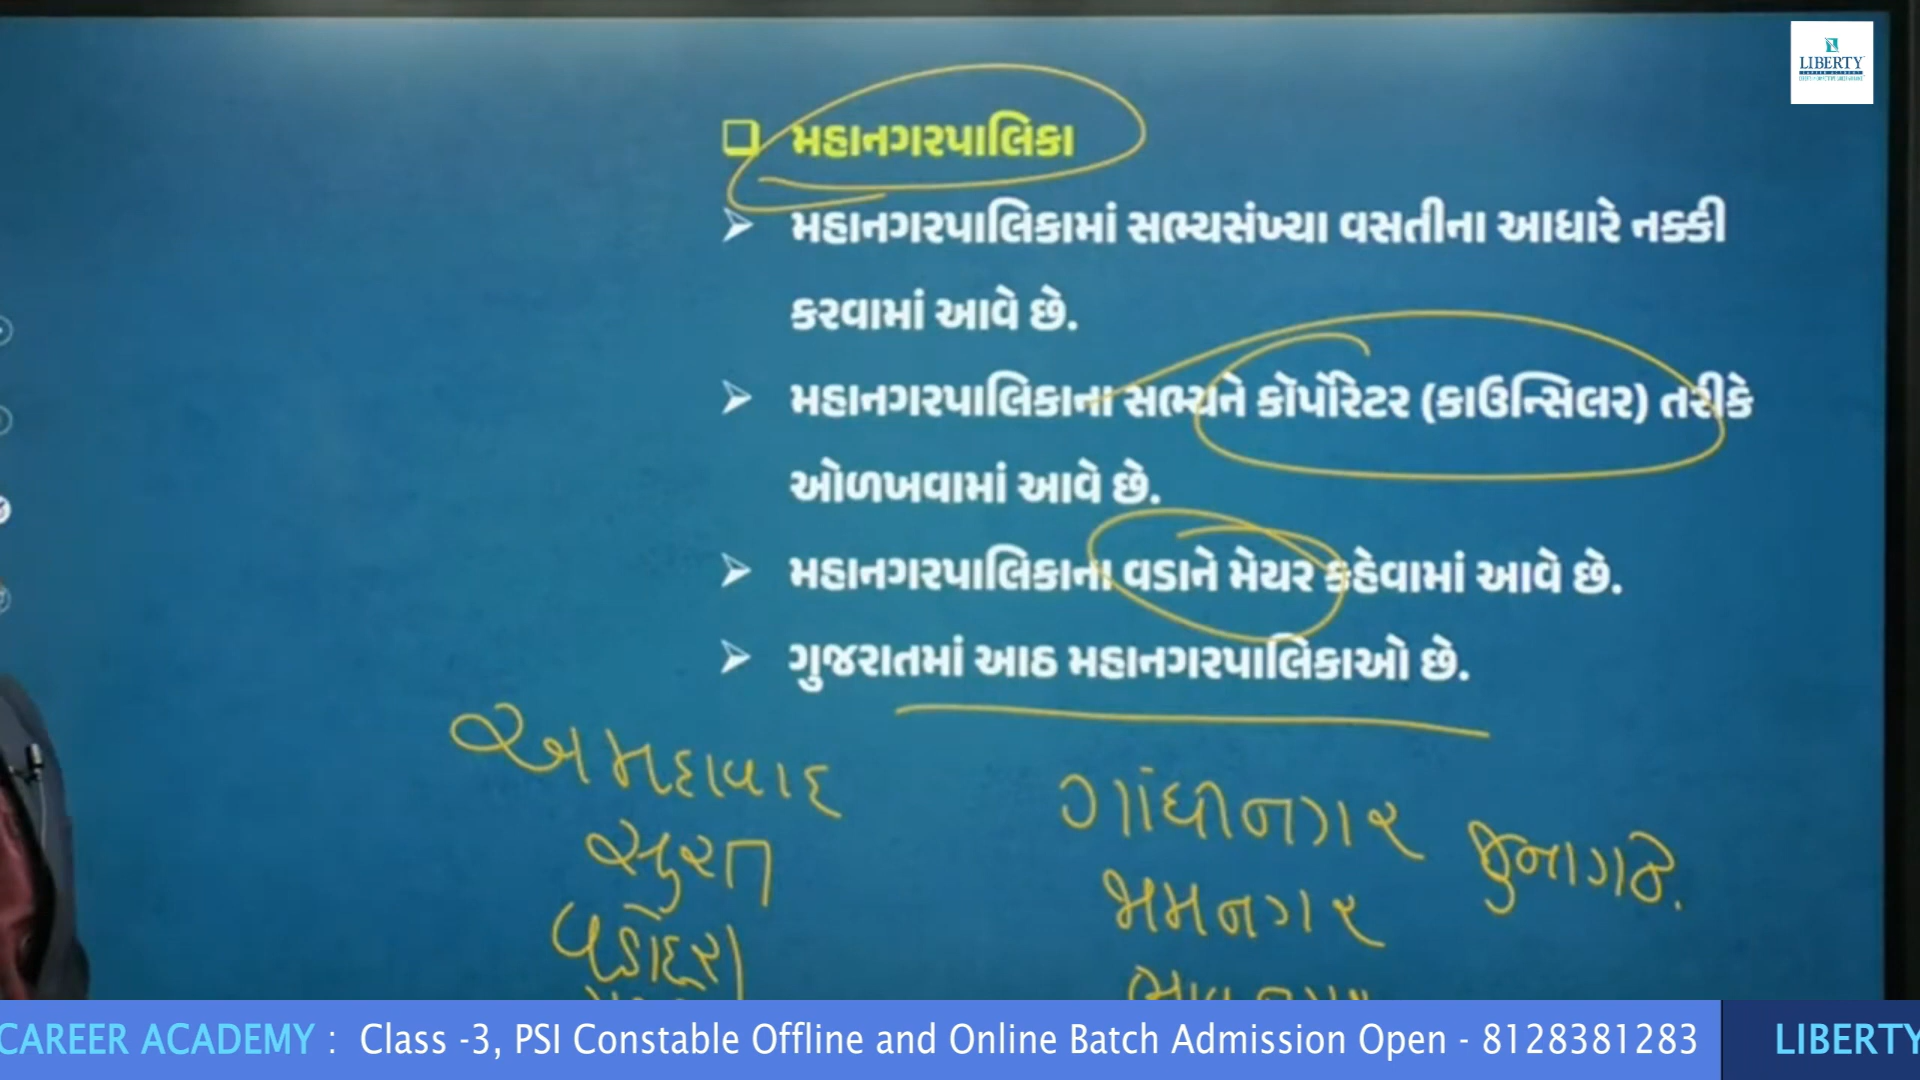 LIBERTY
❑ મહાનગરપાલિકા
➢ મહાનગરપાલિકામાં સભ્યસંખ્યા વસતીના આધારે નક્કી
કરવામાં આવે છે.
➢ મહાનગરપાલિકાના સભ્યને કોર્પોરેટર (કાઉન્સિલર) તરીકે
ઓળખવામાં આવે છે.
➢ મહાનગરપાલિકાના વડાને મેયર કહેવામાં આવે છે.
➢ ગુજરાતમાં આઠ મહાનગરપાલિકાઓ છે.
અમદાવાદ
સુરત
વડોદરા
ગાંધીનગર
જામનગર
જુનાગઢ.
CAREER ACADEMY : Class -3, PSI Constable Offline and Online Batch Admission Open - 8128381283
LIBERTY